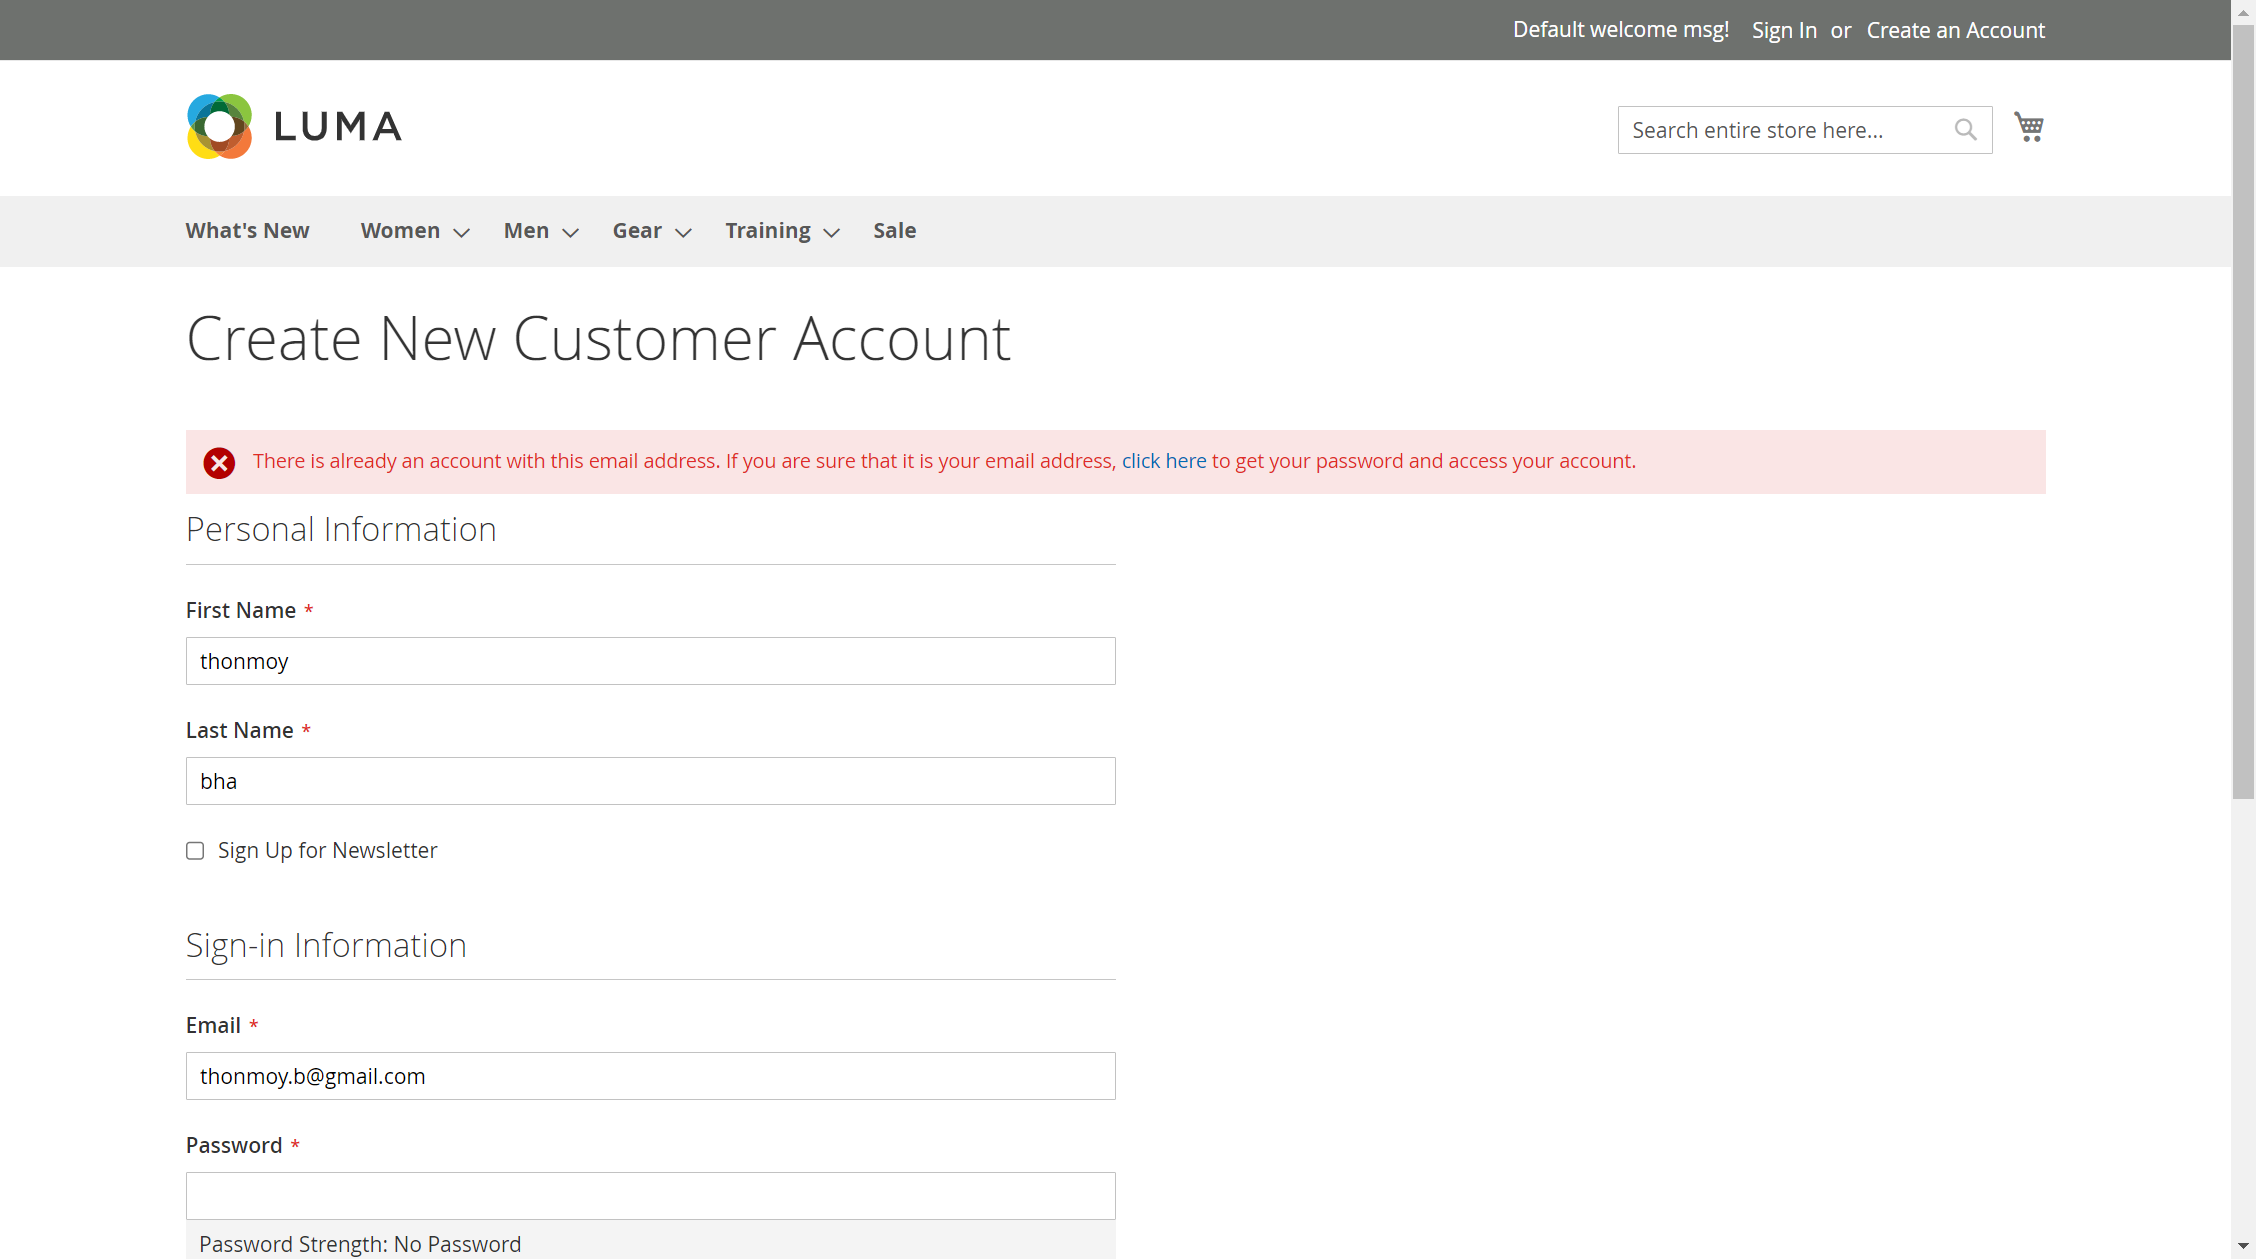 Default welcome msg! Sign In or Create an Account
LUMA
Search entire store here...
What's New Women Men Gear Training Sale
Create New Customer Account
There is already an account with this email address. If you are sure that it is your email address, click here to get your password and access your account.
Personal Information
First Name *
thonmoy
Last Name *
bha
Sign Up for Newsletter
Sign-in Information
Email *
thonmoy.b@gmail.com
Password *
Password Strength: No Password